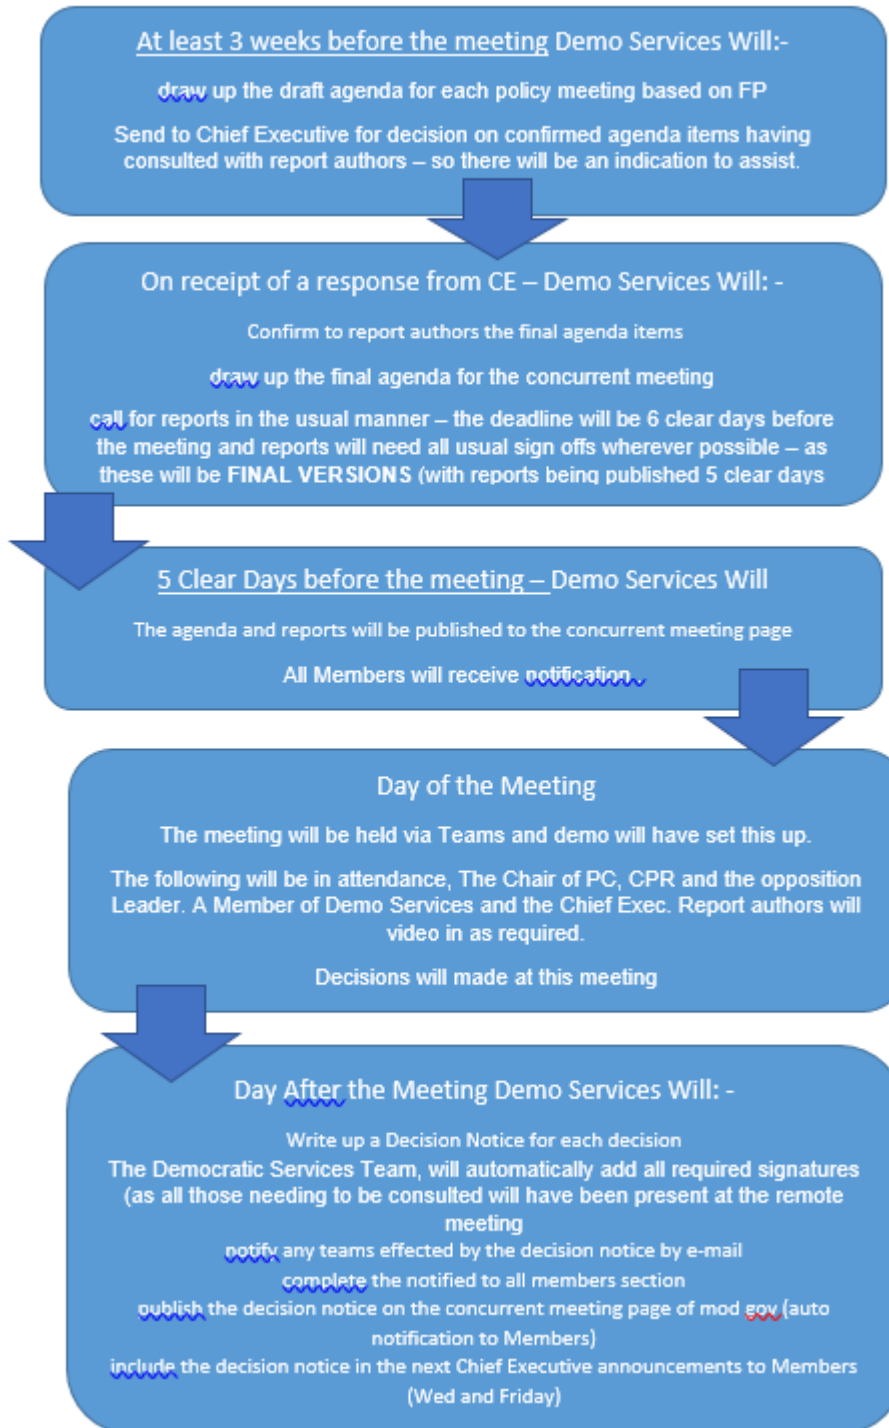 At least 3 weeks before the meeting Demo Services Will:-
draw up the draft agenda for each policy meeting based on FP
Send to Chief Executive for decision on confirmed agenda items having
consulted with report authors – so there will be an indication to assist.
On receipt of a response from CE – Demo Services Will: -
Confirm to report authors the final agenda items
draw up the final agenda for the concurrent meeting
call for reports in the usual manner – the deadline will be 6 clear days before
the meeting and reports will need all usual sign offs wherever possible – as
these will be FINAL VERSIONS (with reports being published 5 clear days
5 Clear Days before the meeting – Demo Services Will
The agenda and reports will be published to the concurrent meeting page
All Members will receive notification .
Day of the Meeting
The meeting will be held via Teams and demo will have set this up.
The following will be in attendance, The Chair of PC, CPR and the opposition
Leader. A Member of Demo Services and the Chief Exec. Report authors will
video in as required.
Decisions will made at this meeting
Day After the Meeting Demo Services Will: -
Write up a Decision Notice for each decision
The Democratic Services Team, will automatically add all required signatures
(as all those needing to be consulted will have been present at the remote
meeting
notify any teams effected by the decision notice by e-mail
complete the notified to all members section
publish the decision notice on the concurrent meeting page of mod gov (auto
notification to Members)
include the decision notice in the next Chief Executive announcements to Members
(Wed and Friday)